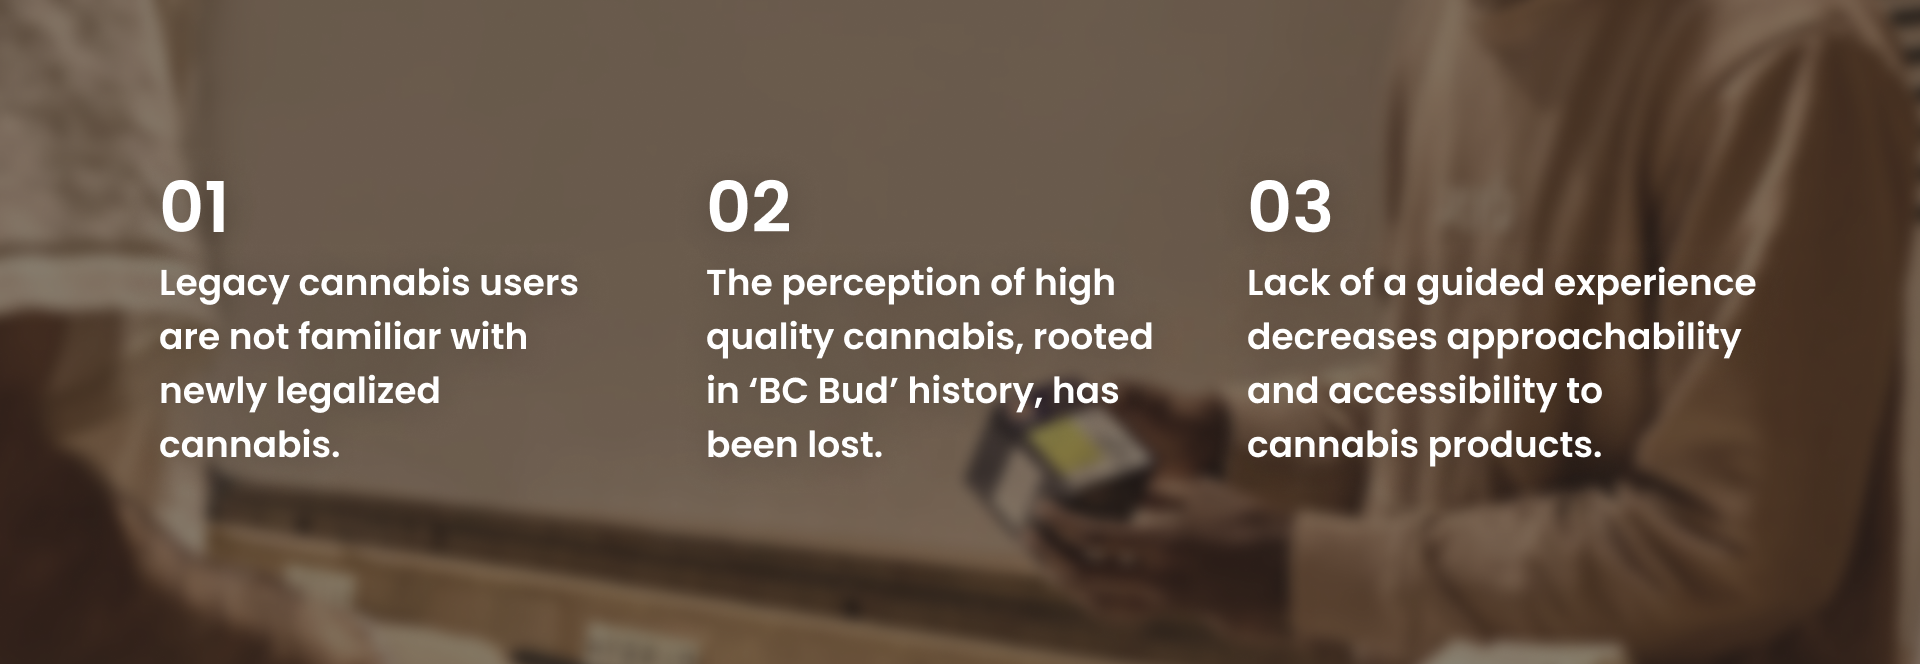 01
Legacy cannabis users
are not familiar with
newly legalized
cannabis.
02
The perception of high
quality cannabis, rooted
in ‘BC Bud’ history, has
been lost.
03
Lack of a guided experience
decreases approachability
and accessibility to
cannabis products.